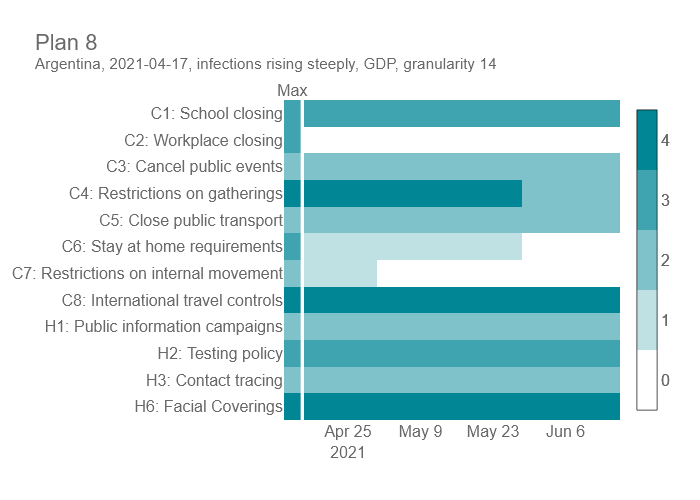 Plan 8
Argentina, 2021-04-17, infections rising steeply, GDP, granularity 14
Max
C1: School closing
C2: Workplace closing
C3: Cancel public events
C4: Restrictions on gatherings
C5: Close public transport
C6: Stay at home requirements
C7: Restrictions on internal movement
C8: International travel controls
H1: Public information campaigns
H2: Testing policy
H3: Contact tracing
H6: Facial Coverings
4
3
2
1
0
Apr 25 May 9 May 23 Jun 6
2021